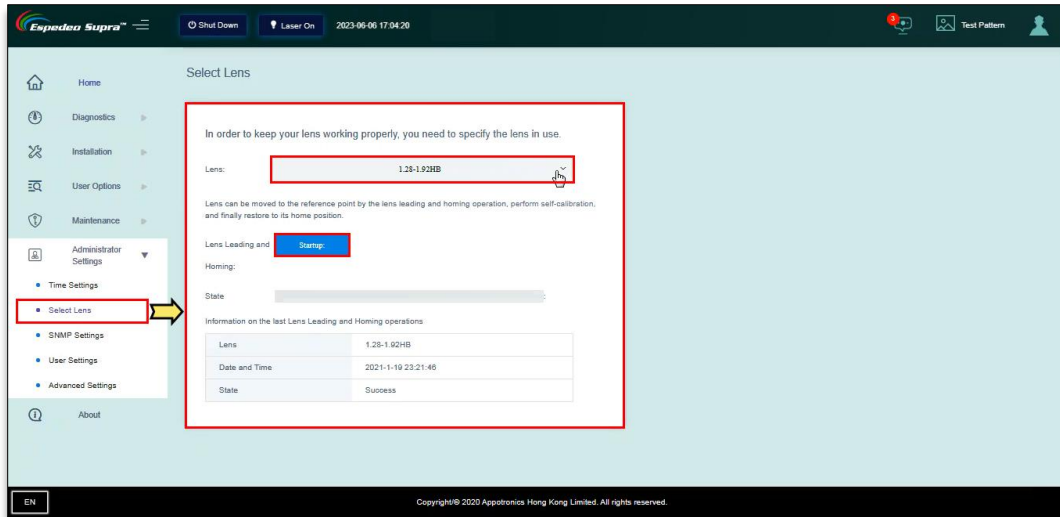 Espedeo Supra™
Shut Down
Laser On
2023-06-06 17:04:20
3
Test Pattern
Home
Diagnostics
Installation
User Options
Maintenance
Administrator
Settings
Time Settings
Select Lens
SNMP Settings
User Settings
Advanced Settings
About
Select Lens
In order to keep your lens working properly, you need to specify the lens in use.
Lens:
1.28-1.92HB
Lens can be moved to the reference point by the lens leading and homing operation, perform self-calibration,
and finally restore to its home position.
Lens Leading and
Startup:
Homing:
State
:
Information on the last Lens Leading and Homing operations
Lens 1.28-1.92HB
Date and Time 2021-1-19 23:21:46
State Success
EN
Copyright/© 2020 Appotronics Hong Kong Limited. All rights reserved.